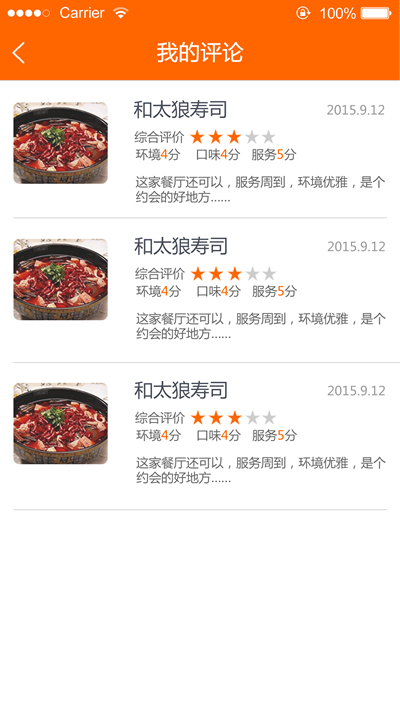 Carrier 100%
我的评论
和太狼寿司 2015.9.12
综合评价
环境4分 口味4分 服务5分
这家餐厅还可以，服务周到，环境优雅，是个
约会的好地方......
和太狼寿司 2015.9.12
综合评价
环境4分 口味4分 服务5分
这家餐厅还可以，服务周到，环境优雅，是个
约会的好地方......
和太狼寿司 2015.9.12
综合评价
环境4分 口味4分 服务5分
这家餐厅还可以，服务周到，环境优雅，是个
约会的好地方......